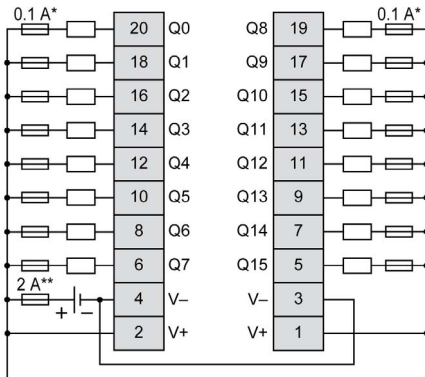 0.1 A* 20 Q0 Q8 19 0.1 A*
18 Q1 Q9 17
16 Q2 Q10 15
14 Q3 Q11 13
12 Q4 Q12 11
10 Q5 Q13 9
8 Q6 Q14 7
6 Q7 Q15 5
2 A** + − 4 V− V− 3
2 V+ V+ 1